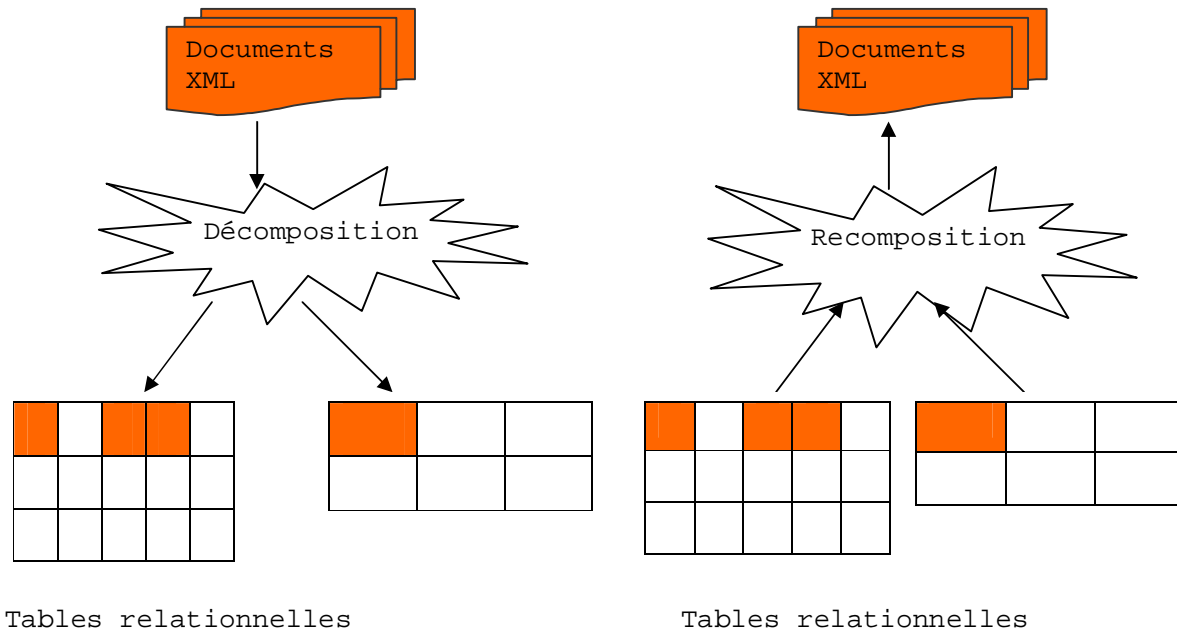 Documents
XML
Documents
XML
Décomposition
Recomposition
Tables relationnelles
Tables relationnelles